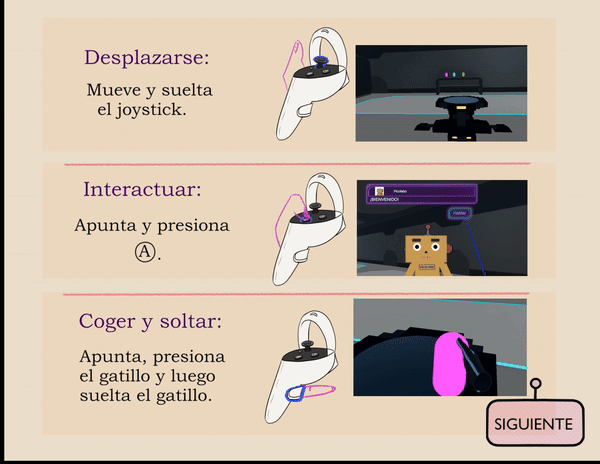 Desplazarse:
Mueve y suelta
el joystick.
Interactuar:
Apunta y presiona
Ⓐ.
¡BIENVENIDO!
Hablar
Coger y soltar:
Apunta, presiona
el gatillo y luego
suelta el gatillo.
SIGUIENTE